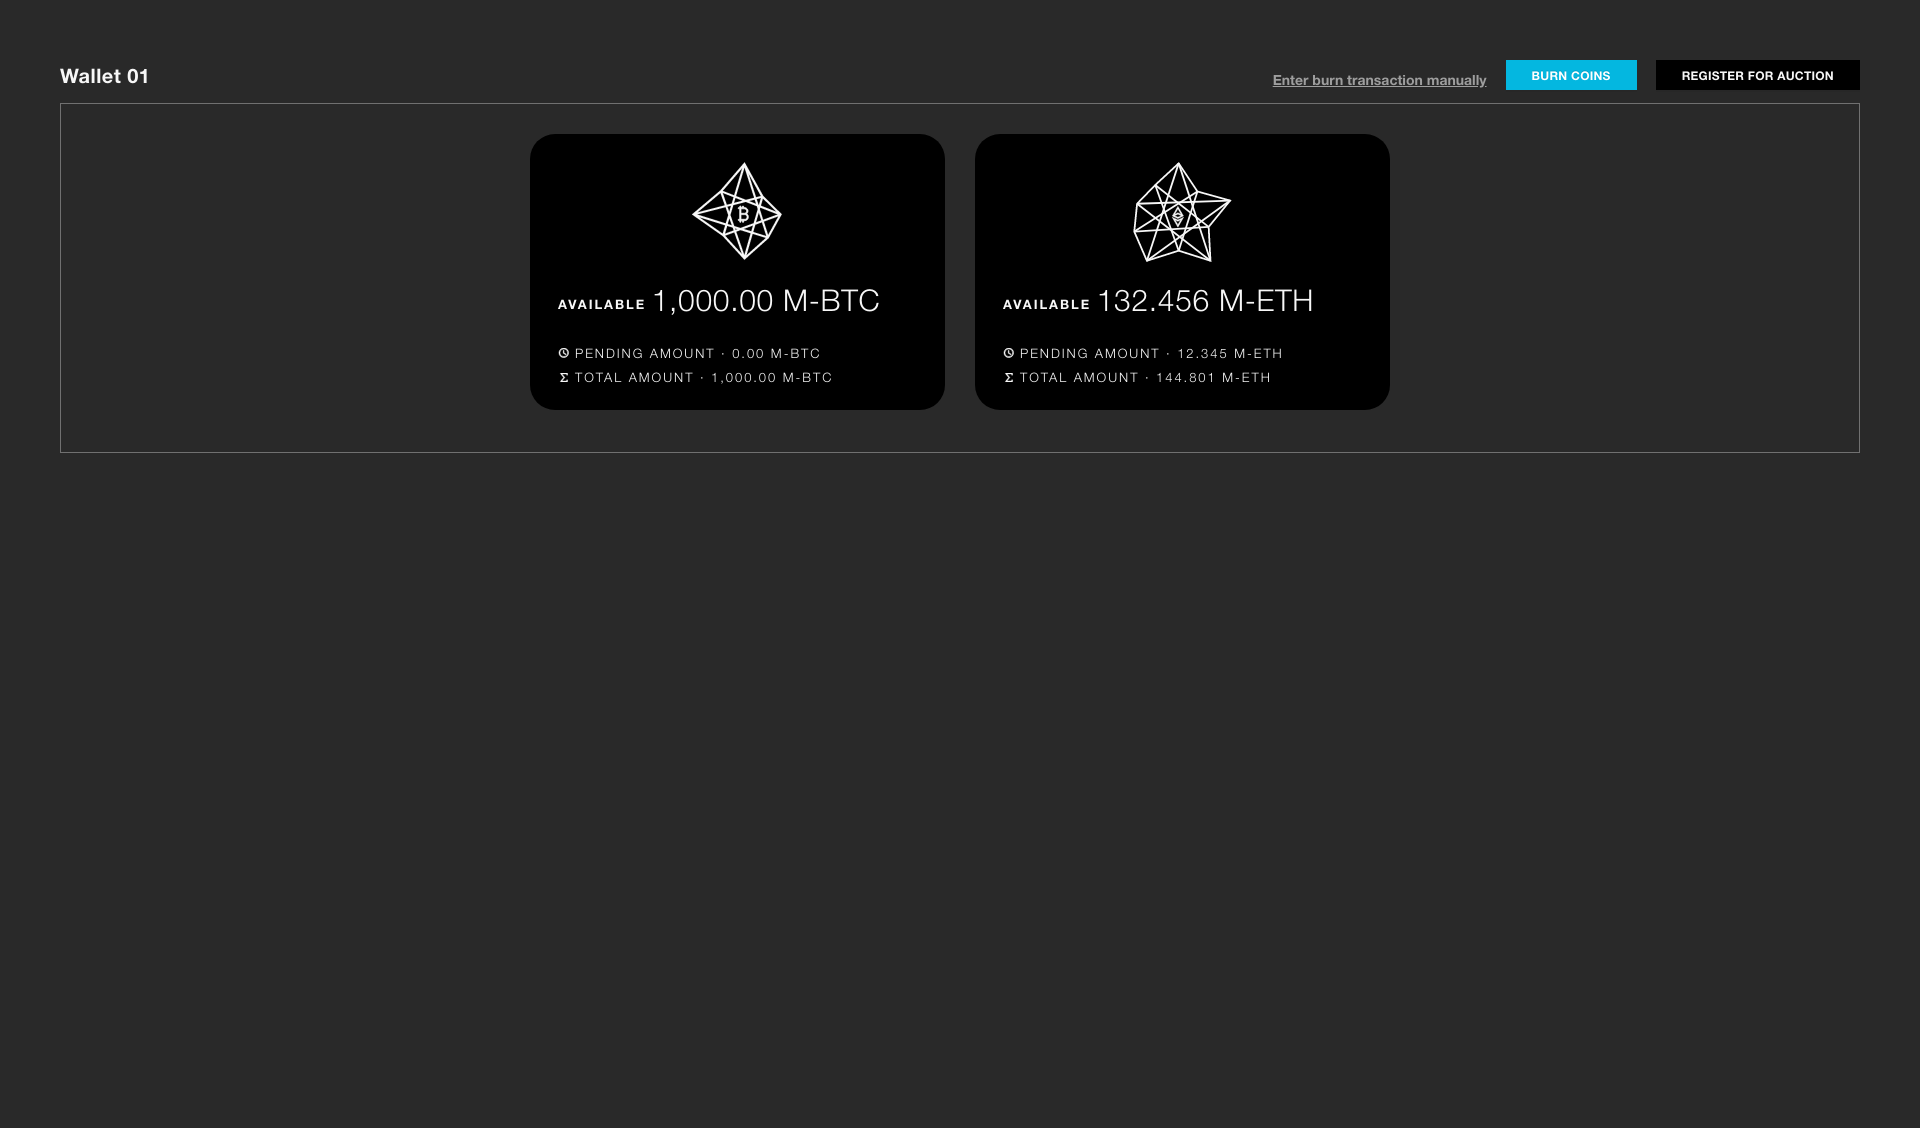 Wallet 01
Enter burn transaction manually
BURN COINS
REGISTER FOR AUCTION
AVAILABLE 1,000.00 M-BTC
PENDING AMOUNT · 0.00 M-BTC
Σ TOTAL AMOUNT · 1,000.00 M-BTC
AVAILABLE 132.456 M-ETH
PENDING AMOUNT · 12.345 M-ETH
Σ TOTAL AMOUNT · 144.801 M-ETH